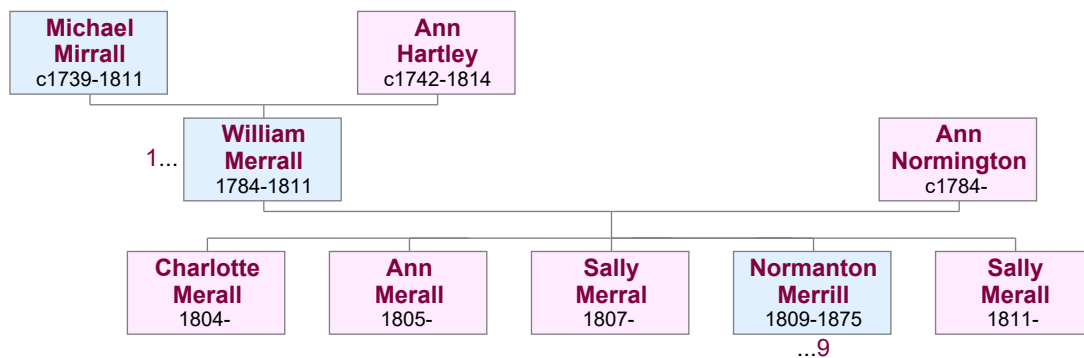 Michael
Mirrall
c1739-1811
Ann
Hartley
c1742-1814
1...
William
Merrall
1784-1811
Ann
Normington
c1784-
Charlotte
Merall
1804-
Ann
Merall
1805-
Sally
Merral
1807-
Normanton
Merrill
1809-1875
Sally
Merall
1811-
...9